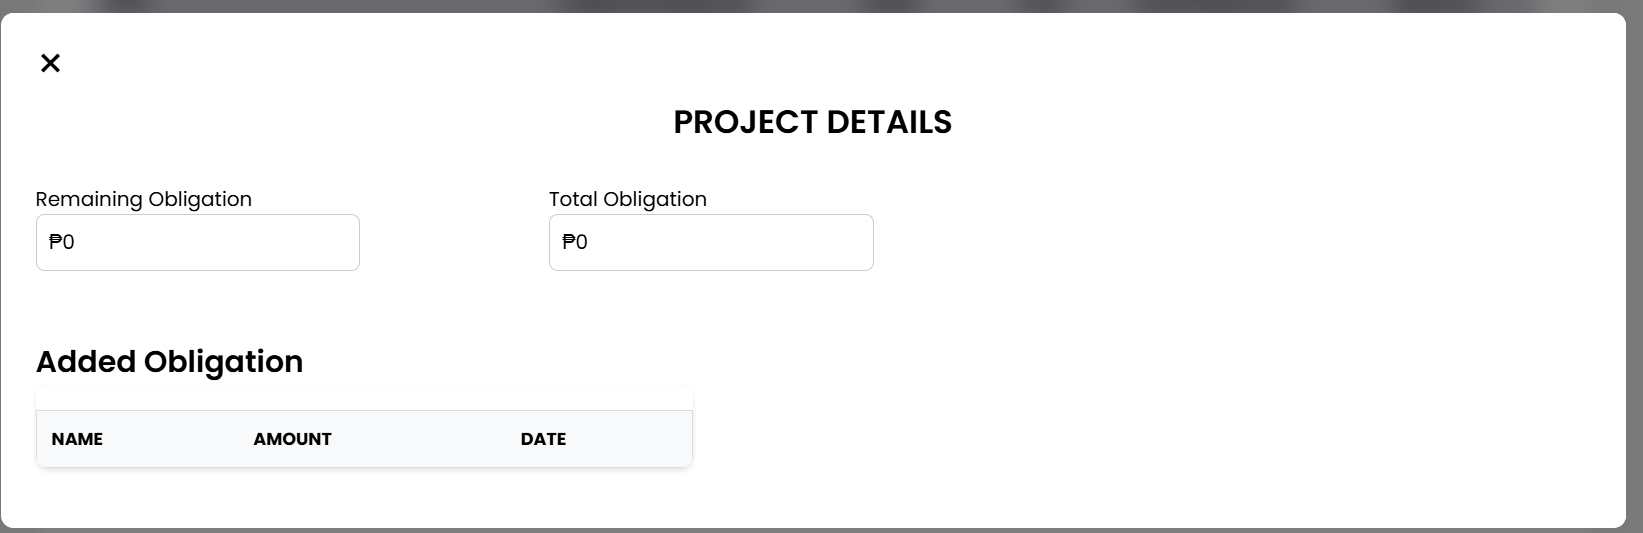 PROJECT DETAILS
Remaining Obligation
Total Obligation
₱0
₱0
Added Obligation
NAME AMOUNT DATE